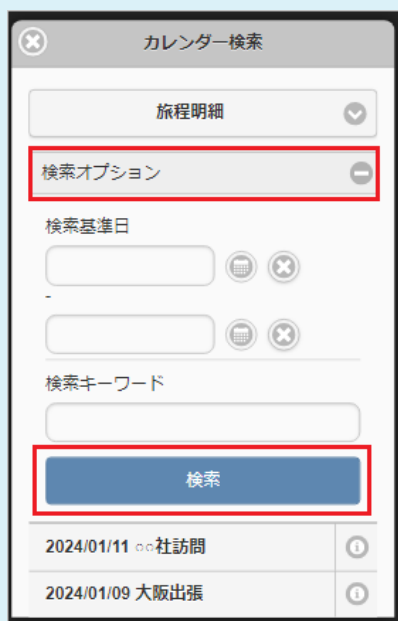 カレンダー検索
旅程明細
検索オプション
検索基準日
-
検索キーワード
検索
2024/01/11 ○○社訪問
2024/01/09 大阪出張